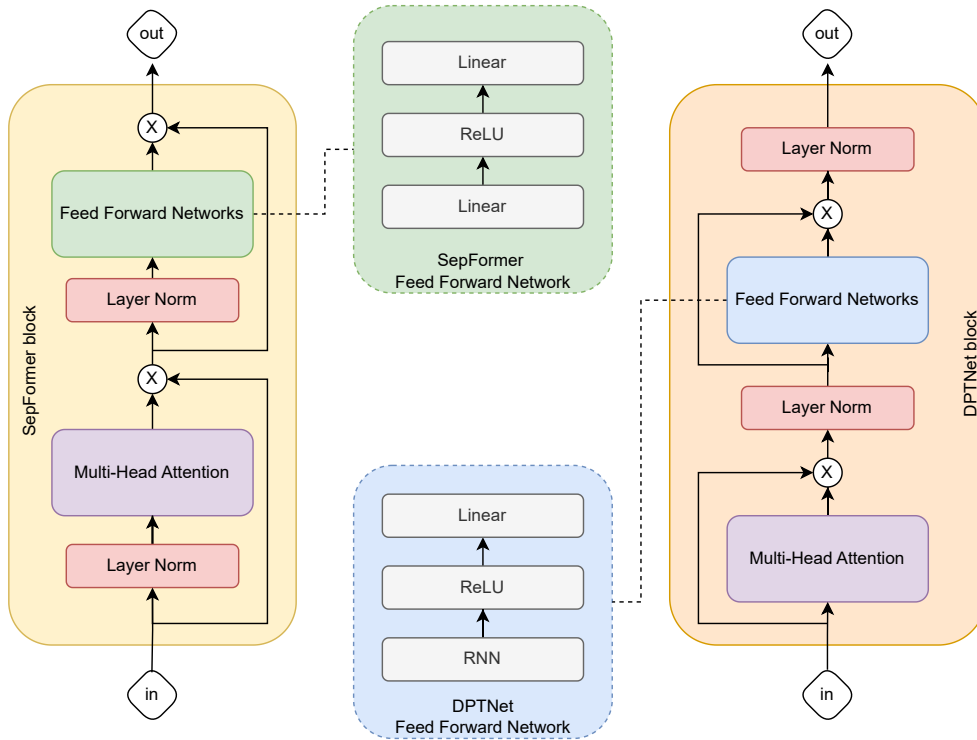 out
X
Feed Forward Networks
Layer Norm
X
Multi-Head Attention
Layer Norm
in
SepFormer block
Linear
ReLU
Linear
SepFormer
Feed Forward Network
Linear
ReLU
RNN
DPTNet
Feed Forward Network
out
Layer Norm
X
Feed Forward Networks
Layer Norm
X
Multi-Head Attention
in
DPTNet block